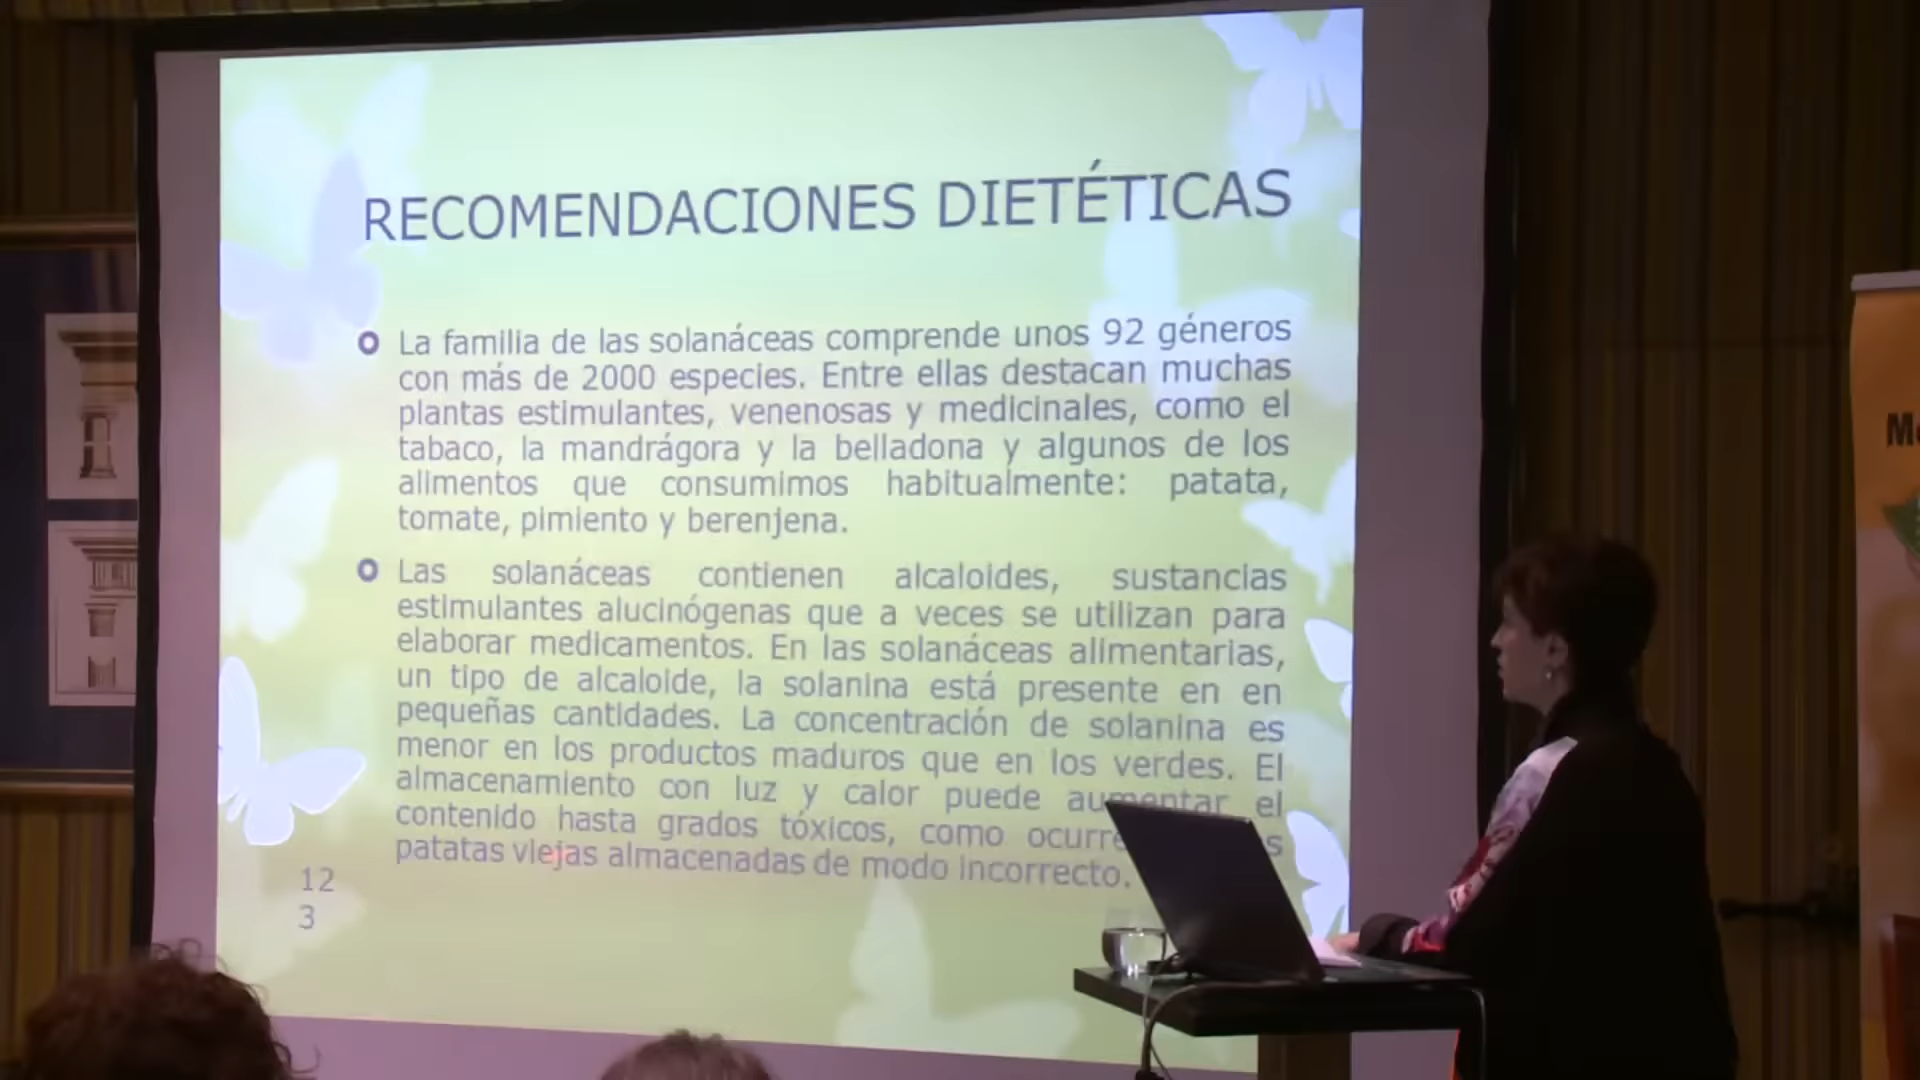 RECOMENDACIONES DIETÉTICAS
La familia de las solanáceas comprende unos 92 géneros
con más de 2000 especies. Entre ellas destacan muchas
plantas estimulantes, venenosas y medicinales, como el
tabaco, la mandrágora y la belladona y algunos de los
alimentos que consumimos habitualmente: patata,
tomate, pimiento y berenjena.
Las solanáceas contienen alcaloides, sustancias
estimulantes alucinógenas que a veces se utilizan para
elaborar medicamentos. En las solanáceas alimentarias,
un tipo de alcaloide, la solanina está presente en en
pequeñas cantidades. La concentración de solanina es
menor en los productos maduros que en los verdes. El
almacenamiento con luz y calor puede aumentar el
contenido hasta grados tóxicos, como
patatas viejas almacenadas de modo incorrecto.
12
3